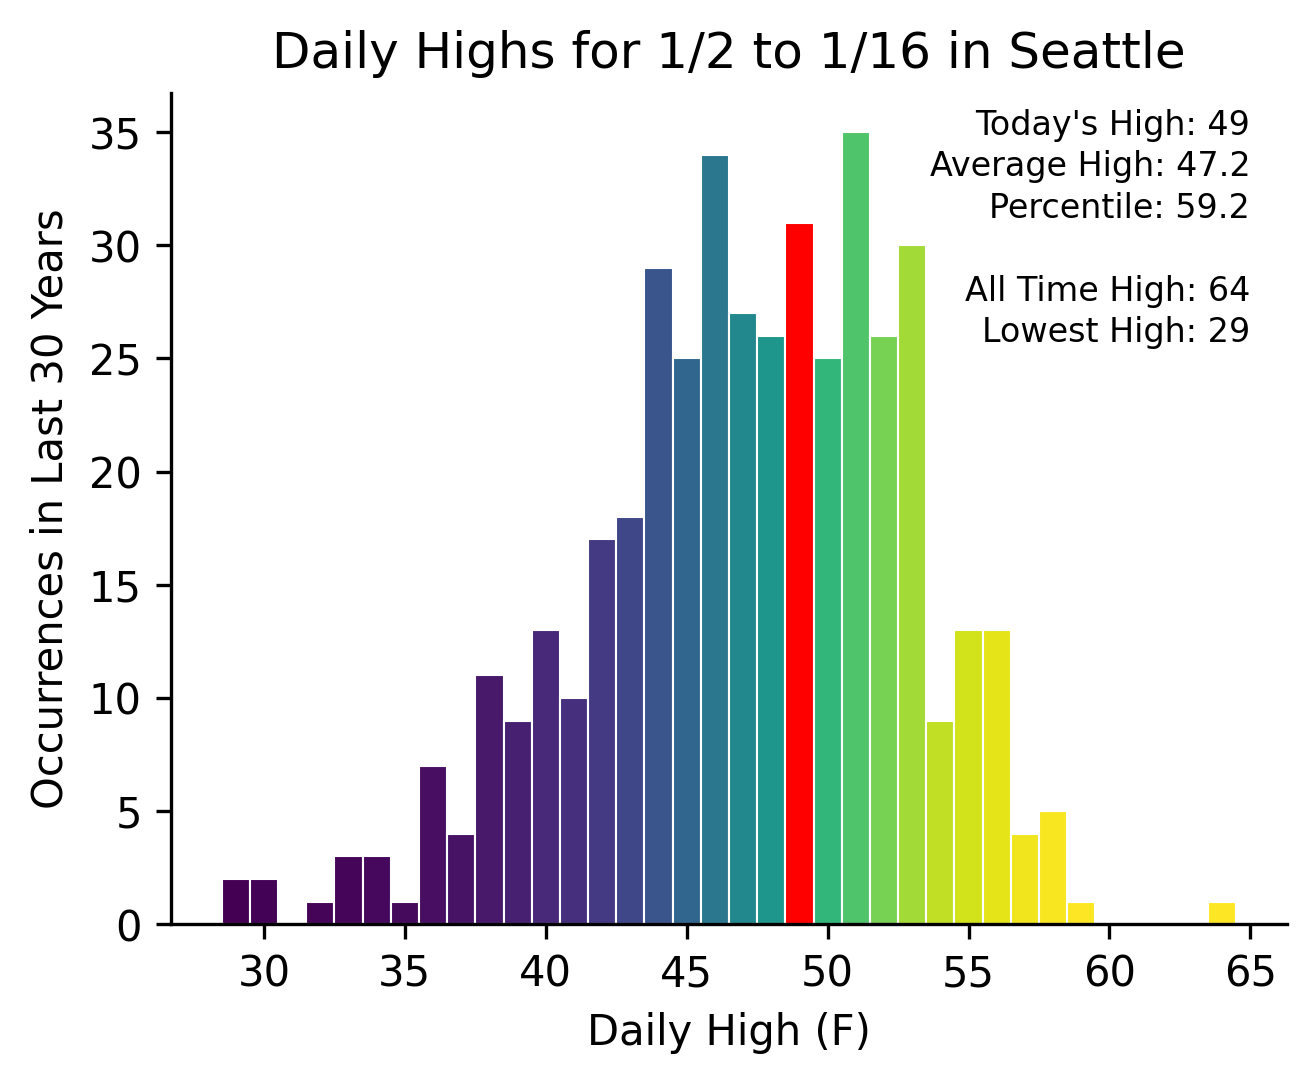 Daily Highs for 1/2 to 1/16 in Seattle
Today's High: 49
Average High: 47.2
Percentile: 59.2
All Time High: 64
Lowest High: 29
Occurrences in Last 30 Years
35
30
25
20
15
10
5
0
30 35 40 45 50 55 60 65
Daily High (F)